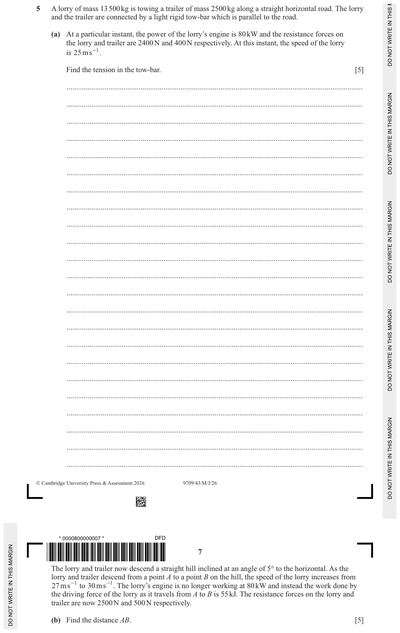 5 A lorry of mass 13 500 kg is towing a trailer of mass 2500 kg along a straight horizontal road. The lorry
and the trailer are connected by a light rigid tow-bar which is parallel to the road.
(a) At a particular instant, the power of the lorry's engine is 80 kW and the resistance forces on
the lorry and trailer are 2400 N and 400 N respectively. At this instant, the speed of the lorry
is 25 m s⁻¹.
Find the tension in the tow-bar. [5]
© Cambridge University Press & Assessment 2026 9709/43/M/J/26
DO NOT WRITE IN THIS MARGIN
DO NOT WRITE IN THIS MARGIN
DO NOT WRITE IN THIS MARGIN
DO NOT WRITE IN THIS MARGIN
DO NOT WRITE IN THIS M
* 0000800000007 * DFD
7
The lorry and trailer now descend a straight hill inclined at an angle of 5° to the horizontal. As the
lorry and trailer descend from a point A to a point B on the hill, the speed of the lorry increases from
27 m s⁻¹ to 30 m s⁻¹. The lorry's engine is no longer working at 80 kW and instead the work done by
the driving force of the lorry as it travels from A to B is 55 kJ. The resistance forces on the lorry and
trailer are now 2500 N and 500 N respectively.
(b) Find the distance AB. [5]
DO NOT WRITE IN THIS MARGIN